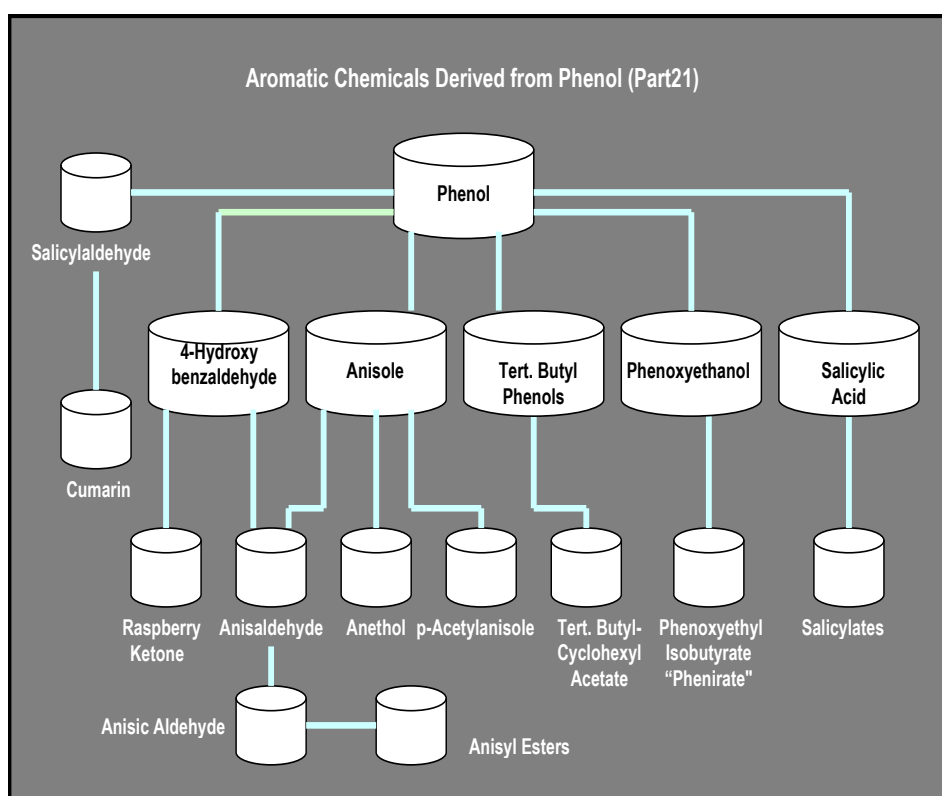 Aromatic Chemicals Derived from Phenol (Part21)
Phenol
Salicylaldehyde
4-Hydroxy
benzaldehyde
Anisole
Tert. Butyl
Phenols
Phenoxyethanol
Salicylic
Acid
Cumarin
Raspberry
Ketone
Anisaldehyde
Anethol
p-Acetylanisole
Tert. Butyl-
Cyclohexyl
Acetate
Phenoxyethyl
Isobutyrate
“Phenirate"
Salicylates
Anisic Aldehyde
Anisyl Esters